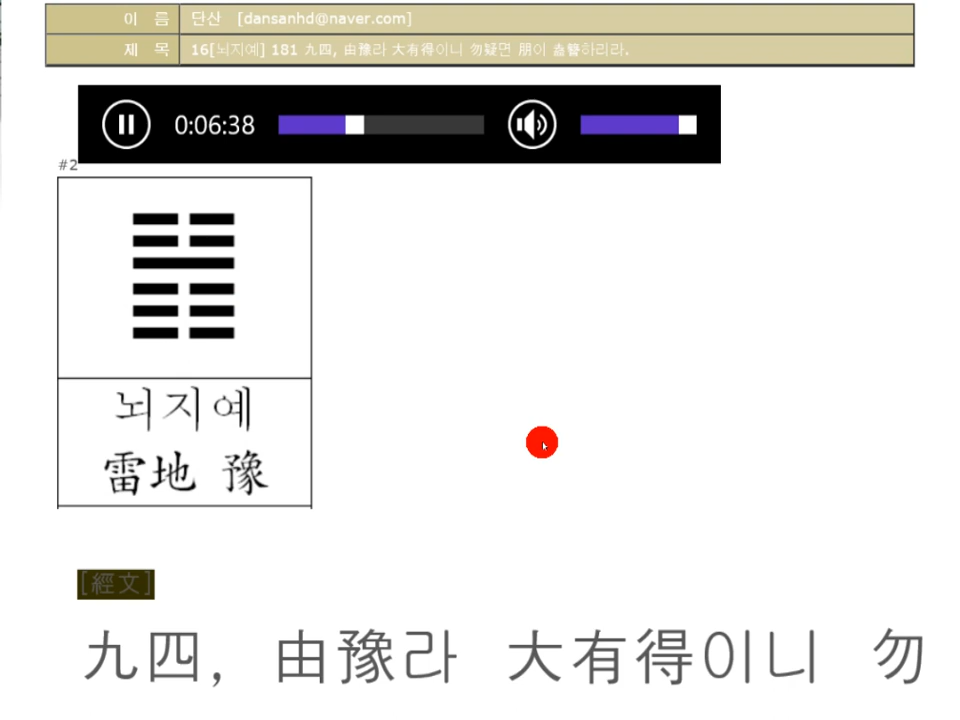 이 름 단산 [dansanhd@naver.com]
제 목 16[뇌지예] 181 九四, 由豫라 大有得이니 勿疑면 朋이 盍簪하리라.
0:06:38
#2
뇌지예
雷地 豫
[經文]
九四, 由豫라 大有得이니 勿